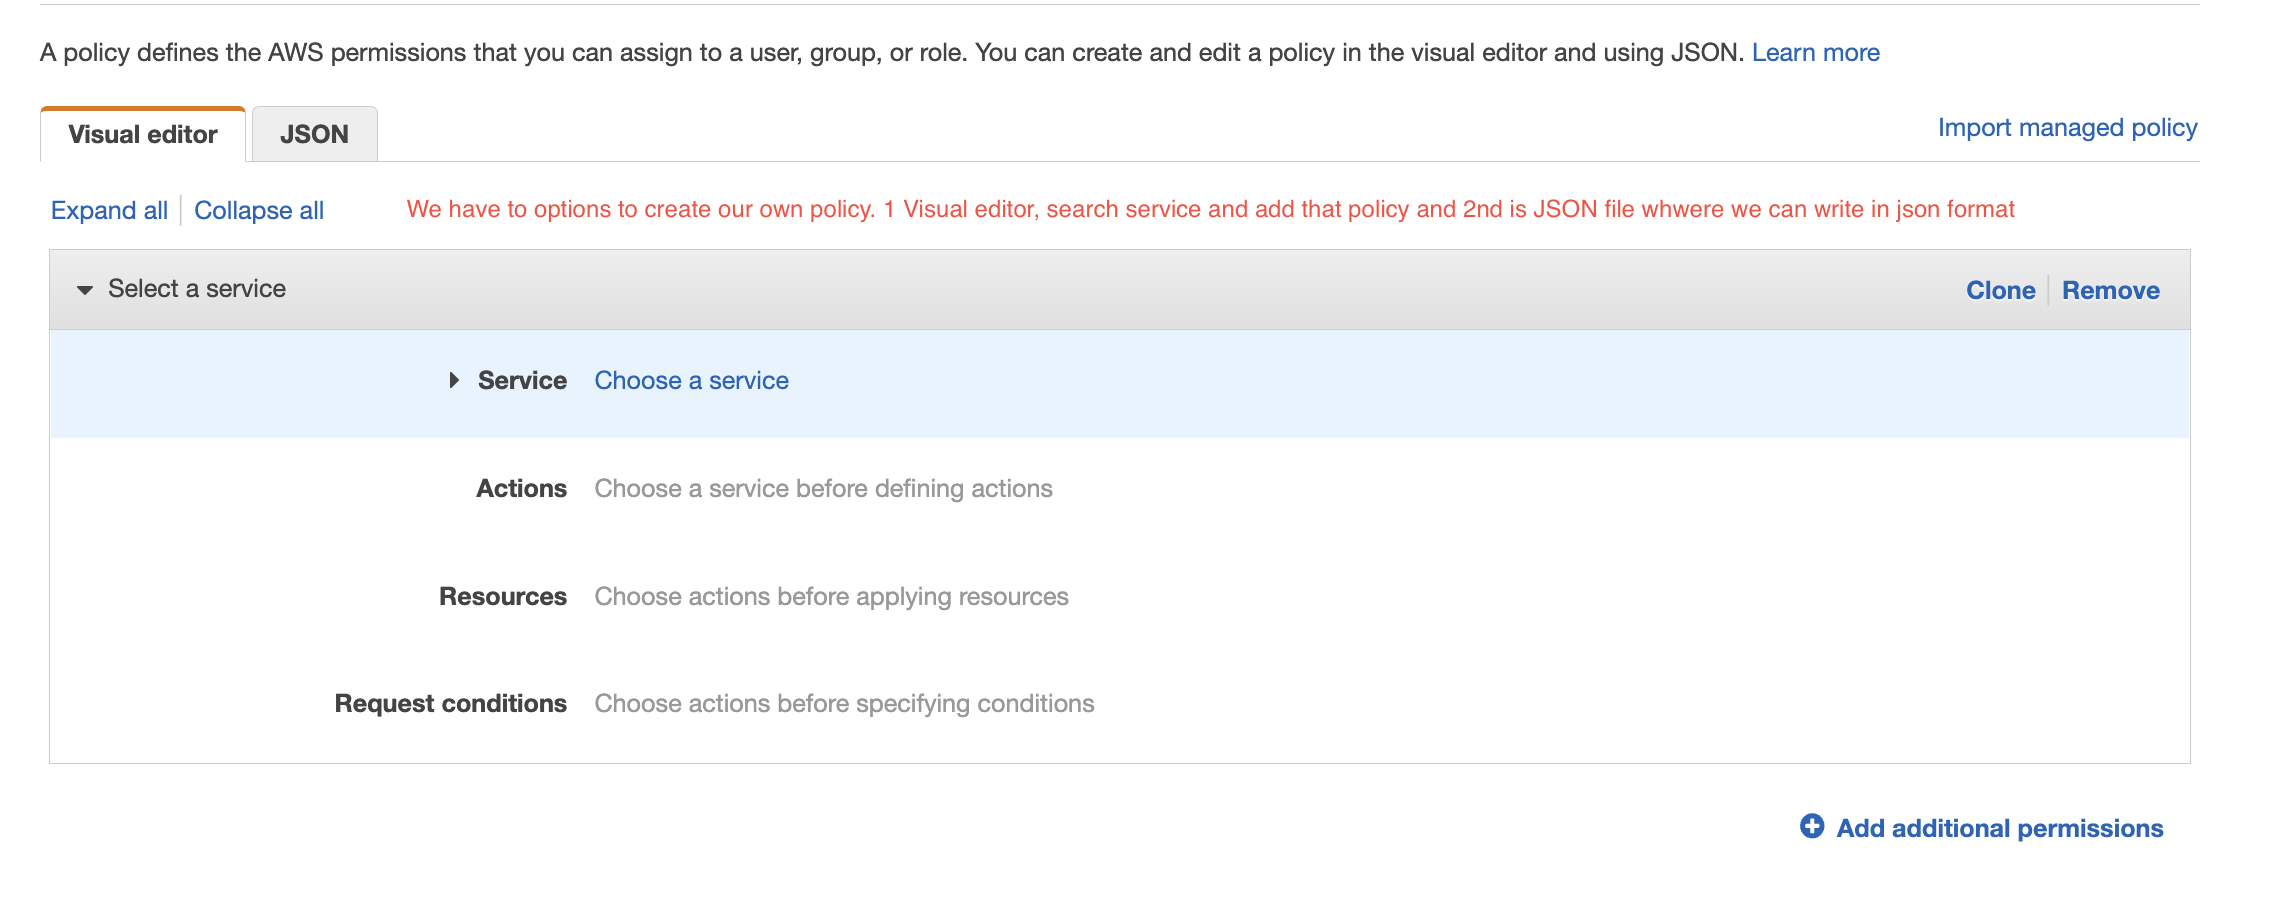 A policy defines the AWS permissions that you can assign to a user, group, or role. You can create and edit a policy in the visual editor and using JSON. Learn more
Visual editor JSON Import managed policy
Expand all Collapse all We have to options to create our own policy. 1 Visual editor, search service and add that policy and 2nd is JSON file whwere we can write in json format
Select a service Clone Remove
Service Choose a service
Actions Choose a service before defining actions
Resources Choose actions before applying resources
Request conditions Choose actions before specifying conditions
Add additional permissions